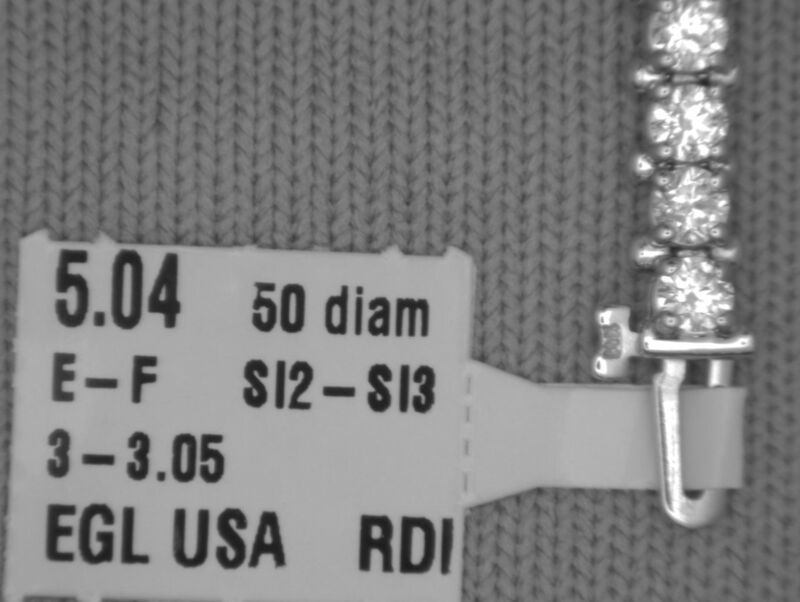 5.04 50 diam
E-F SI2-SI3
3-3.05
EGL USA RDI